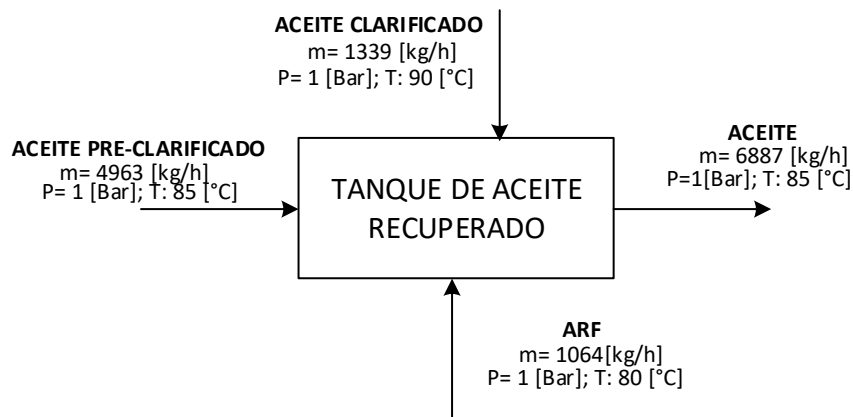 ACEITE CLARIFICADO
m= 1339 [kg/h]
P= 1 [Bar]; T: 90 [°C]
ACEITE PRE-CLARIFICADO
m= 4963 [kg/h]
P= 1 [Bar]; T: 85 [°C]
TANQUE DE ACEITE
RECUPERADO
ACEITE
m= 6887 [kg/h]
P=1[Bar]; T: 85 [°C]
ARF
m= 1064[kg/h]
P= 1 [Bar]; T: 80 [°C]